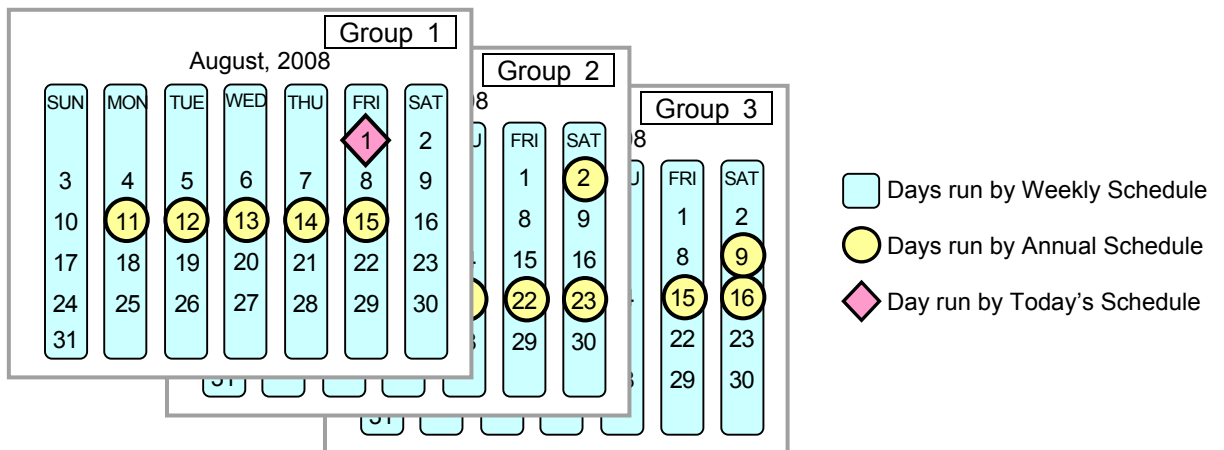 Group 1
August, 2008
SUN MON TUE WED THU FRI SAT
1 2
3 4 5 6 7 8 9
10 11 12 13 14 15 16
17 18 19 20 21 22 23
24 25 26 27 28 29 30
31
Group 2
FRI SAT
1 2
8 9
15 16
22 23
29 30
31
Group 3
FRI SAT
1 2
8 9
15 16
22 23
29 30
31
Days run by Weekly Schedule
Days run by Annual Schedule
Day run by Today's Schedule